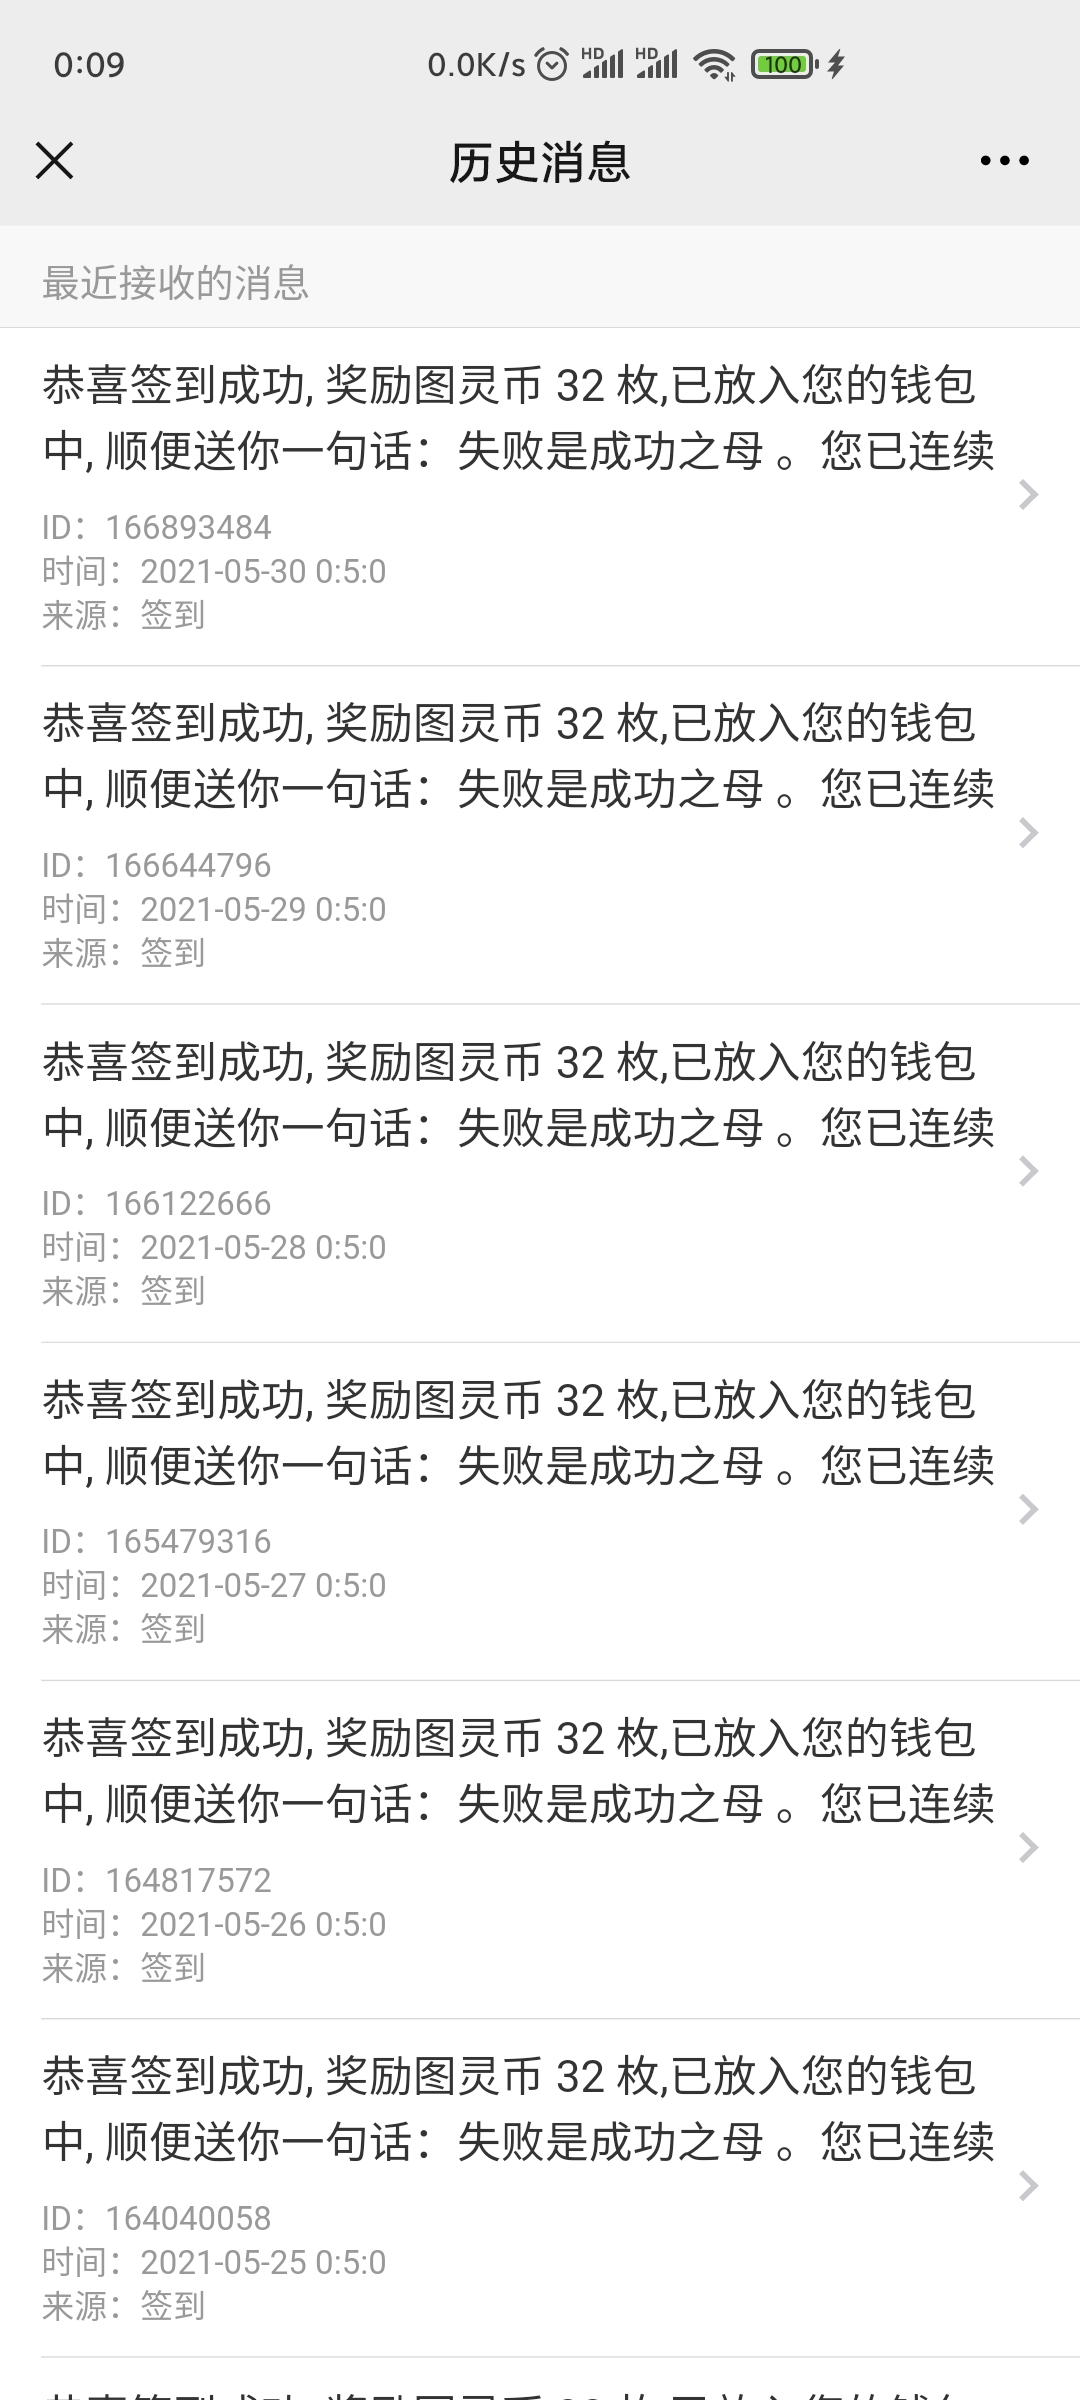 0:09 0.0K/s HD HD 100
历史消息
最近接收的消息
恭喜签到成功, 奖励图灵币 32 枚,已放入您的钱包
中, 顺便送你一句话：失败是成功之母 。您已连续
ID：166893484
时间：2021-05-30 0:5:0
来源：签到
恭喜签到成功, 奖励图灵币 32 枚,已放入您的钱包
中, 顺便送你一句话：失败是成功之母 。您已连续
ID：166644796
时间：2021-05-29 0:5:0
来源：签到
恭喜签到成功, 奖励图灵币 32 枚,已放入您的钱包
中, 顺便送你一句话：失败是成功之母 。您已连续
ID：166122666
时间：2021-05-28 0:5:0
来源：签到
恭喜签到成功, 奖励图灵币 32 枚,已放入您的钱包
中, 顺便送你一句话：失败是成功之母 。您已连续
ID：165479316
时间：2021-05-27 0:5:0
来源：签到
恭喜签到成功, 奖励图灵币 32 枚,已放入您的钱包
中, 顺便送你一句话：失败是成功之母 。您已连续
ID：164817572
时间：2021-05-26 0:5:0
来源：签到
恭喜签到成功, 奖励图灵币 32 枚,已放入您的钱包
中, 顺便送你一句话：失败是成功之母 。您已连续
ID：164040058
时间：2021-05-25 0:5:0
来源：签到